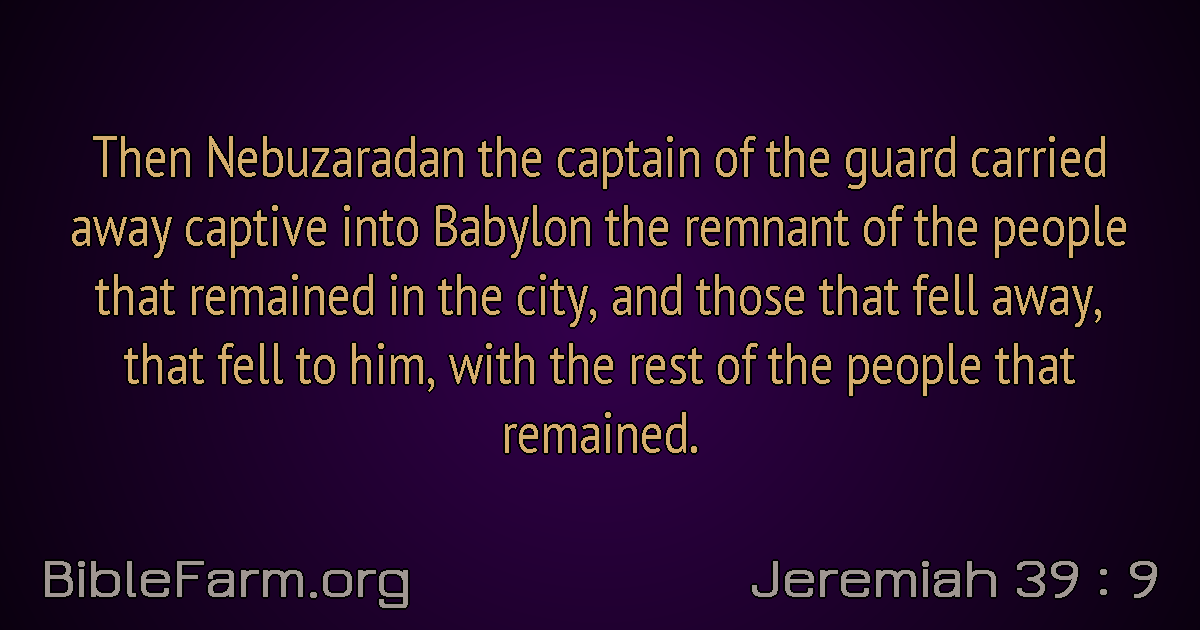 Then Nebuzaradan the captain of the guard carried
away captive into Babylon the remnant of the people
that remained in the city, and those that fell away,
that fell to him, with the rest of the people that
remained.
BibleFarm.org
Jeremiah 39 : 9